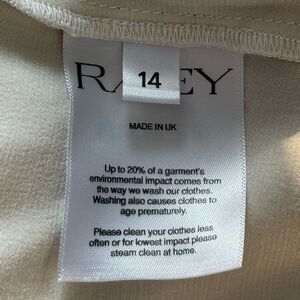 14
MADE IN UK
Up to 20% of a garment's
environmental impact comes from
the way we wash our clothes.
Washing also causes clothes to
age prematurely.
Please clean your clothes less
often or for lowest impact please
steam clean at home.